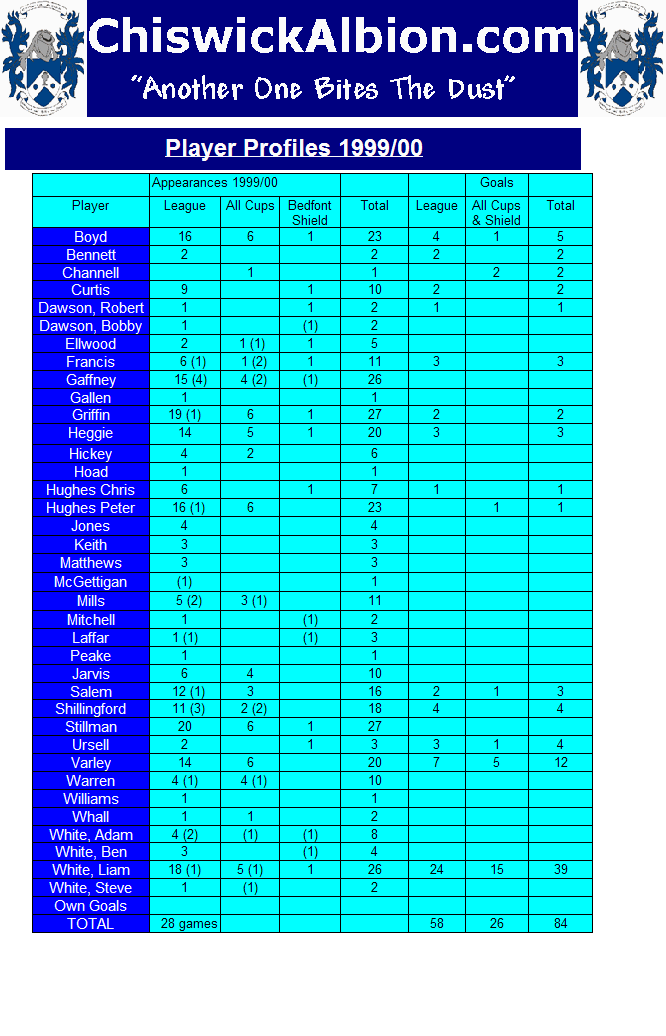 ChiswickAlbion.com
"Another One Bites The Dust"
Player Profiles 1999/00
Appearances 1999/00 Goals
Player League All Cups Bedfont Shield Total League All Cups & Shield Total
Boyd 16 6 1 23 4 1 5
Bennett 2 2 2 2
Channell 1 1 2 2
Curtis 9 1 10 2 2
Dawson, Robert 1 1 2 1 1
Dawson, Bobby 1 (1) 2
Ellwood 2 1 (1) 1 5
Francis 6 (1) 1 (2) 1 11 3 3
Gaffney 15 (4) 4 (2) (1) 26
Gallen 1 1
Griffin 19 (1) 6 1 27 2 2
Heggie 14 5 1 20 3 3
Hickey 4 2 6
Hoad 1 1
Hughes Chris 6 1 7 1 1
Hughes Peter 16 (1) 6 23 1 1
Jones 4 4
Keith 3 3
Matthews 3 3
McGettigan (1) 1
Mills 5 (2) 3 (1) 11
Mitchell 1 (1) 2
Laffar 1 (1) (1) 3
Peake 1 1
Jarvis 6 4 10
Salem 12 (1) 3 16 2 1 3
Shillingford 11 (3) 2 (2) 18 4 4
Stillman 20 6 1 27
Ursell 2 1 3 3 1 4
Varley 14 6 20 7 5 12
Warren 4 (1) 4 (1) 10
Williams 1 1
Whall 1 1 2
White, Adam 4 (2) (1) (1) 8
White, Ben 3 (1) 4
White, Liam 18 (1) 5 (1) 1 26 24 15 39
White, Steve 1 (1) 2
Own Goals
TOTAL 28 games 58 26 84